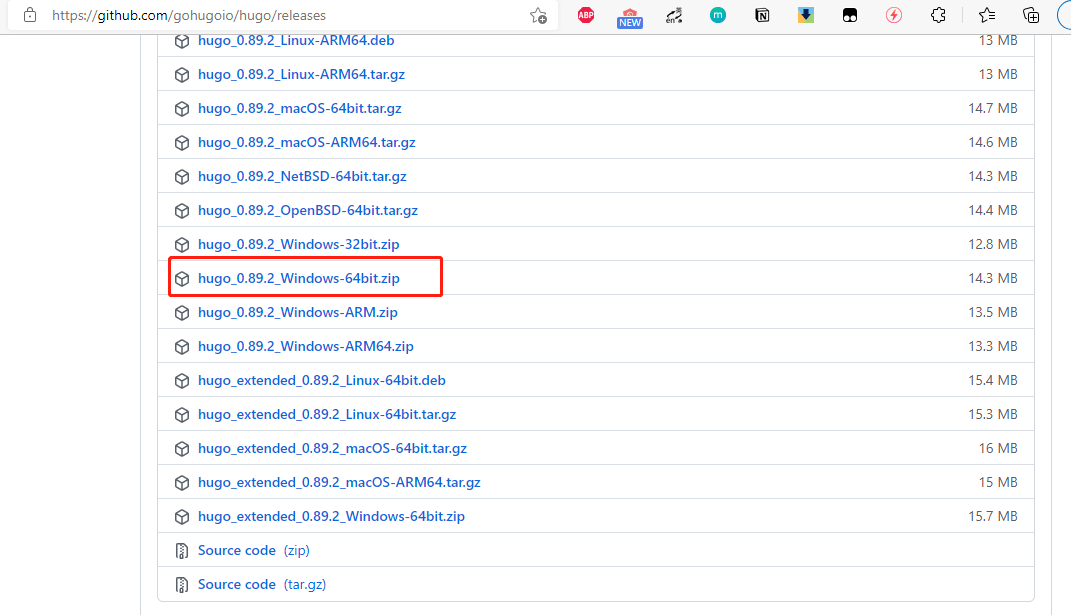 https://github.com/gohugoio/hugo/releases
ABP
NEW
en
m
N
hugo_0.89.2_Linux-ARM64.deb 13 MB
hugo_0.89.2_Linux-ARM64.tar.gz 13 MB
hugo_0.89.2_macOS-64bit.tar.gz 14.7 MB
hugo_0.89.2_macOS-ARM64.tar.gz 14.6 MB
hugo_0.89.2_NetBSD-64bit.tar.gz 14.3 MB
hugo_0.89.2_OpenBSD-64bit.tar.gz 14.4 MB
hugo_0.89.2_Windows-32bit.zip 12.8 MB
hugo_0.89.2_Windows-64bit.zip 14.3 MB
hugo_0.89.2_Windows-ARM.zip 13.5 MB
hugo_0.89.2_Windows-ARM64.zip 13.3 MB
hugo_extended_0.89.2_Linux-64bit.deb 15.4 MB
hugo_extended_0.89.2_Linux-64bit.tar.gz 15.3 MB
hugo_extended_0.89.2_macOS-64bit.tar.gz 16 MB
hugo_extended_0.89.2_macOS-ARM64.tar.gz 15 MB
hugo_extended_0.89.2_Windows-64bit.zip 15.7 MB
Source code (zip)
Source code (tar.gz)